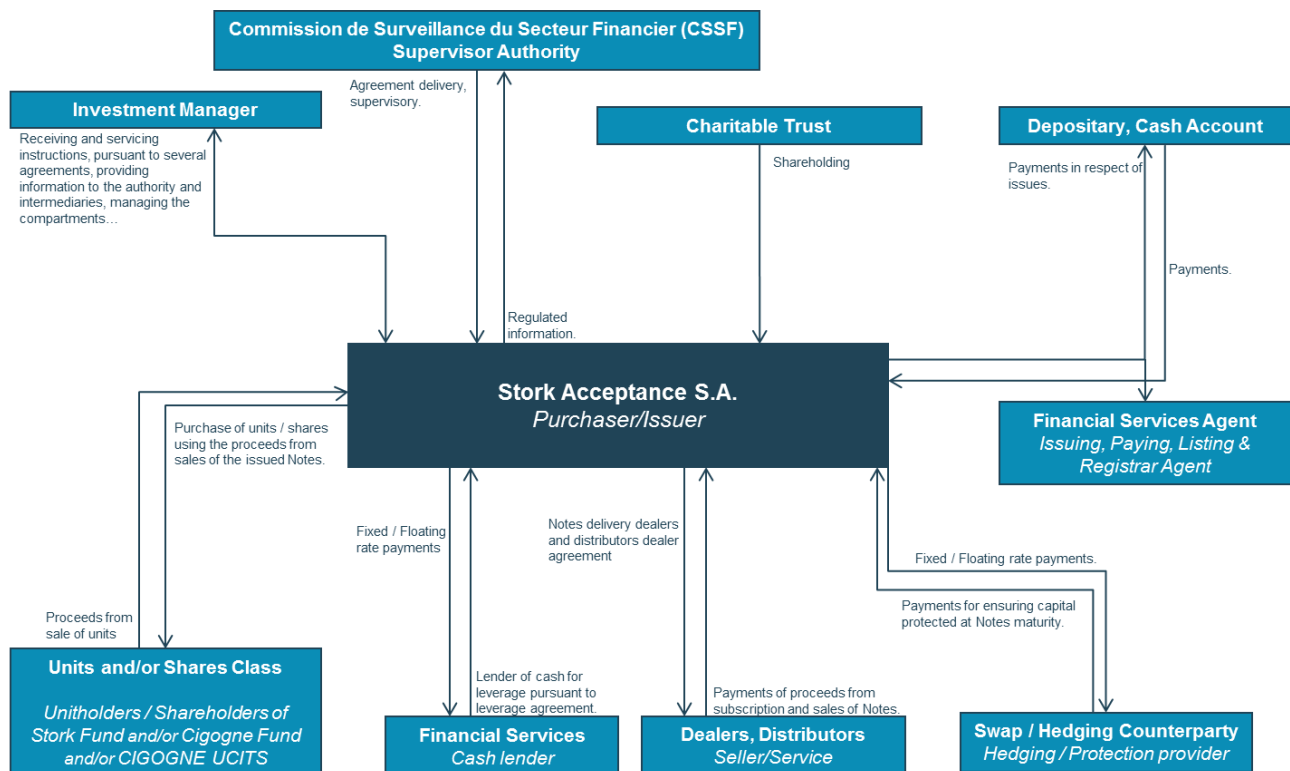 Commission de Surveillance du Secteur Financier (CSSF)
Supervisor Authority
Investment Manager
Agreement delivery,
supervisory.
Charitable Trust
Depositary, Cash Account
Receiving and servicing
instructions, pursuant to several
agreements, providing
information to the authority and
intermediaries, managing the
compartments…
Shareholding
Payments in respect of
issues.
Payments.
Regulated
information.
Stork Acceptance S.A.
Purchaser/Issuer
Financial Services Agent
Issuing, Paying, Listing &
Registrar Agent
Purchase of units / shares
using the proceeds from
sales of the issued Notes.
Fixed / Floating
rate payments
Notes delivery dealers
and distributors dealer
agreement
Fixed / Floating rate payments.
Payments for ensuring capital
protected at Notes maturity.
Proceeds from
sale of units
Lender of cash for
leverage pursuant to
leverage agreement.
Payments of proceeds from
subscription and sales of Notes.
Units and/or Shares Class
Unitholders / Shareholders of
Stork Fund and/or Cigogne Fund
and/or CIGOGNE UCITS
Financial Services
Cash lender
Dealers, Distributors
Seller/Service
Swap / Hedging Counterparty
Hedging / Protection provider